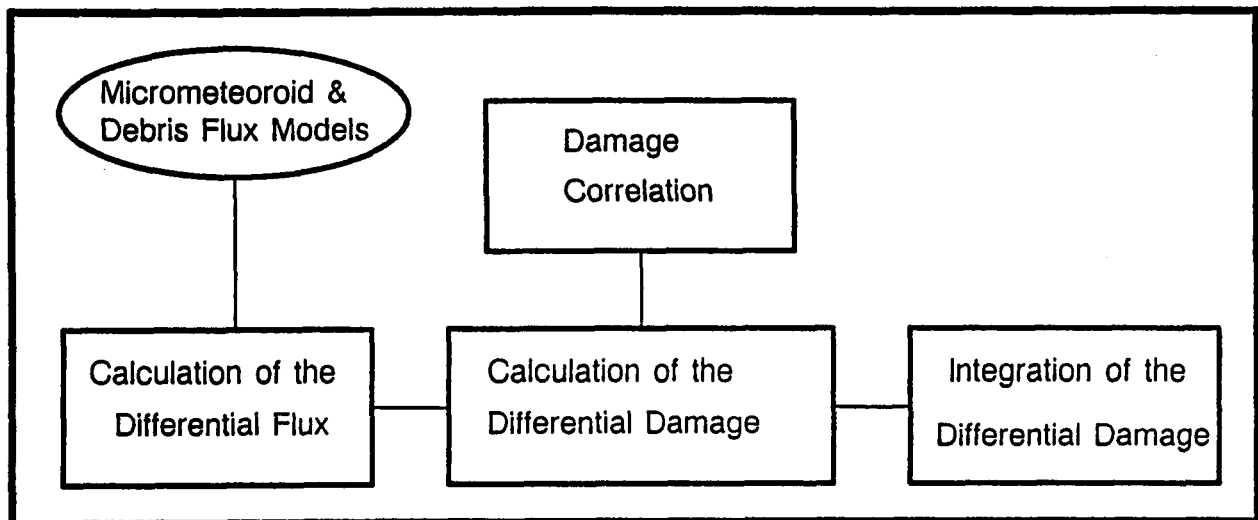 Micrometeoroid &
Debris Flux Models
Damage
Correlation
Calculation of the
Differential Flux
Calculation of the
Differential Damage
Integration of the
Differential Damage